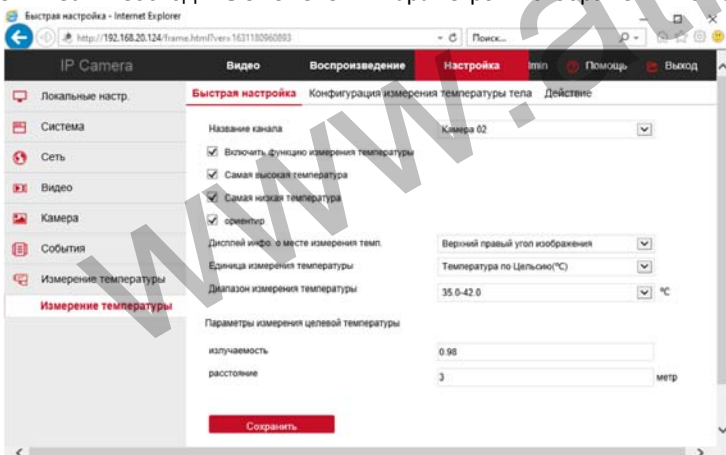 Быстрая настройка - Internet Explorer
http://192.168.20.124/frame.html?vers=1631180960893
Поиск...
IP Camera
Видео
Воспроизведение
Настройка
lmin
Помощь
Выход
Локальные настр.
Быстрая настройка
Конфигурация измерения температуры тела
Действие
Система
Название канала
Камера 02
Включить функцию измерения температуры
Сеть
Самая высокая температура
Видео
Самая низкая температура
Камера
ориентир
События
Дисплей инфо. о месте измерения темп.
Верхний правый угол изображения
Измерение температуры
Единица измерения температуры
Температура по Цельсию(°C)
Измерение температуры
Диапазон измерения температуры
35.0-42.0
°C
Параметры измерения целевой температуры
излучаемость
0.98
расстояние
3
метр
Сохранить
www.at